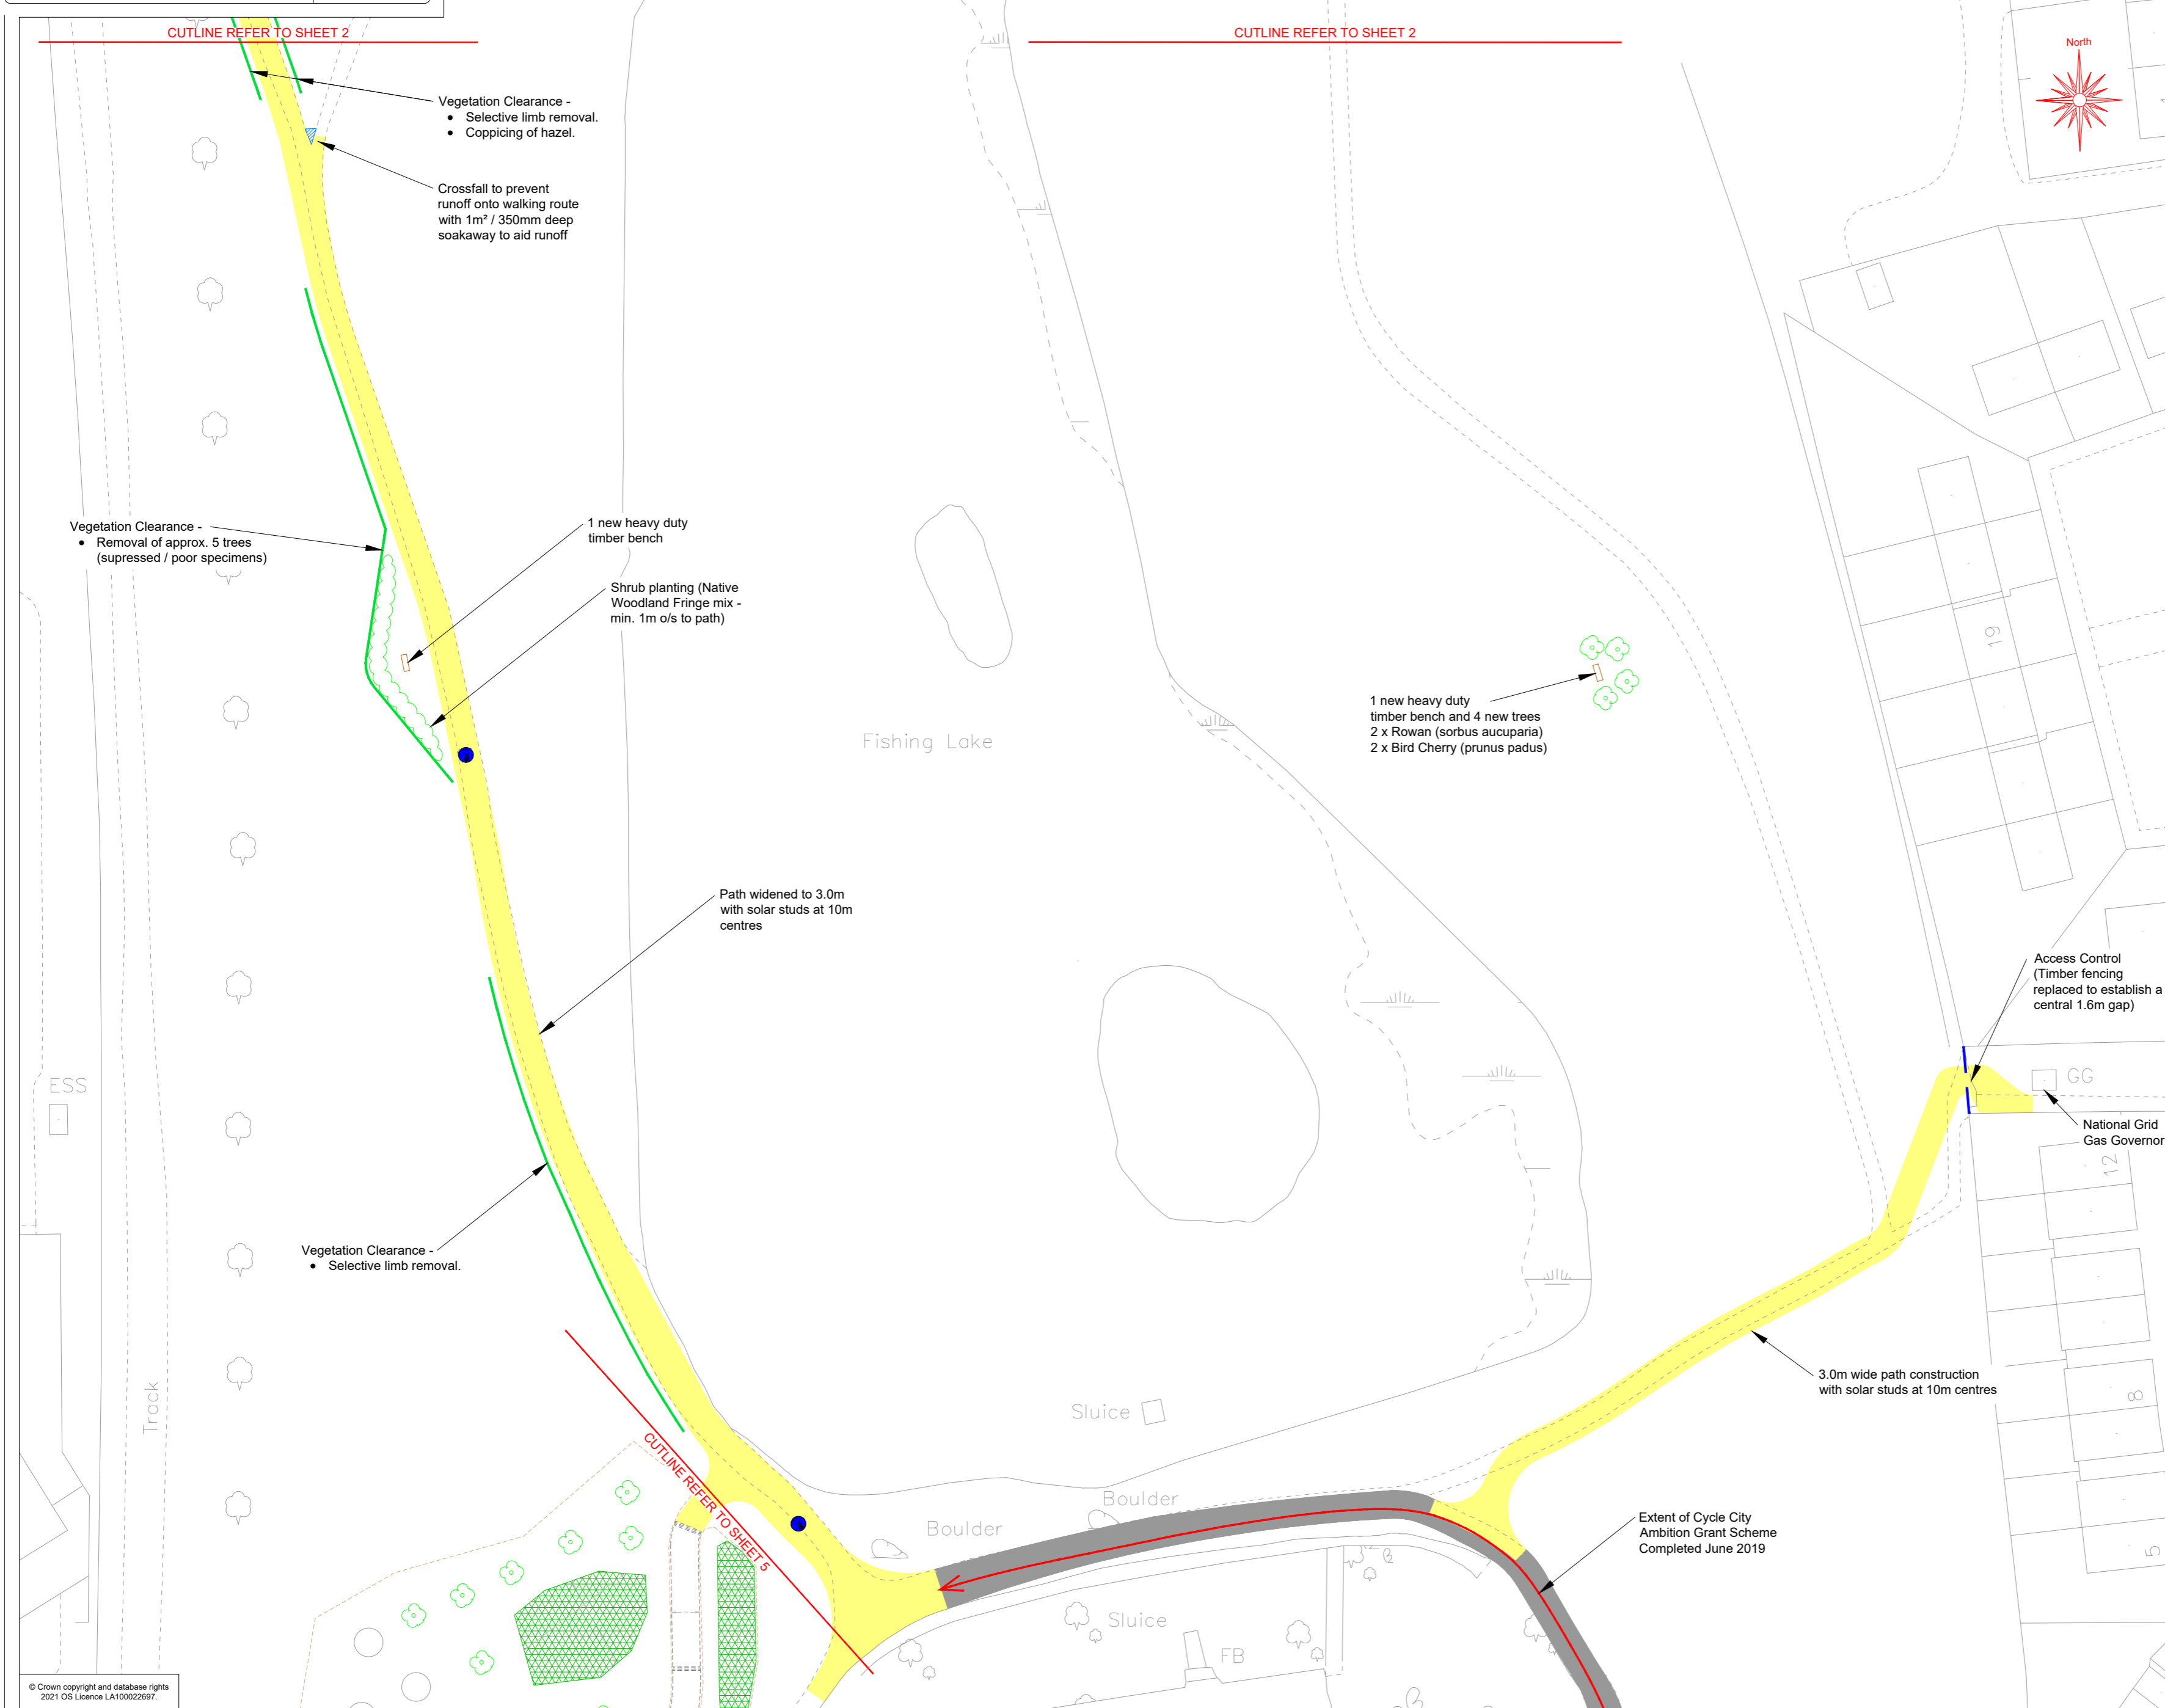 CUTLINE REFER TO SHEET 2
CUTLINE REFER TO SHEET 2
North
Vegetation Clearance -
• Selective limb removal.
• Coppicing of hazel.
Crossfall to prevent
runoff onto walking route
with 1m² / 350mm deep
soakaway to aid runoff
Vegetation Clearance -
• Removal of approx. 5 trees
(supressed / poor specimens)
1 new heavy duty
timber bench
Shrub planting (Native
Woodland Fringe mix -
min. 1m o/s to path)
Fishing Lake
1 new heavy duty
timber bench and 4 new trees
2 x Rowan (sorbus aucuparia)
2 x Bird Cherry (prunus padus)
19
Path widened to 3.0m
with solar studs at 10m
centres
Access Control
(Timber fencing
replaced to establish a
central 1.6m gap)
ESS
GG
National Grid
Gas Governor
12
Vegetation Clearance -
• Selective limb removal.
Track
3.0m wide path construction
with solar studs at 10m centres
8
Sluice
CUTLINE REFER TO SHEET 5
Boulder
Boulder
Extent of Cycle City
Ambition Grant Scheme
Completed June 2019
5
Sluice
FB
© Crown copyright and database rights
2021 OS Licence LA100022697.